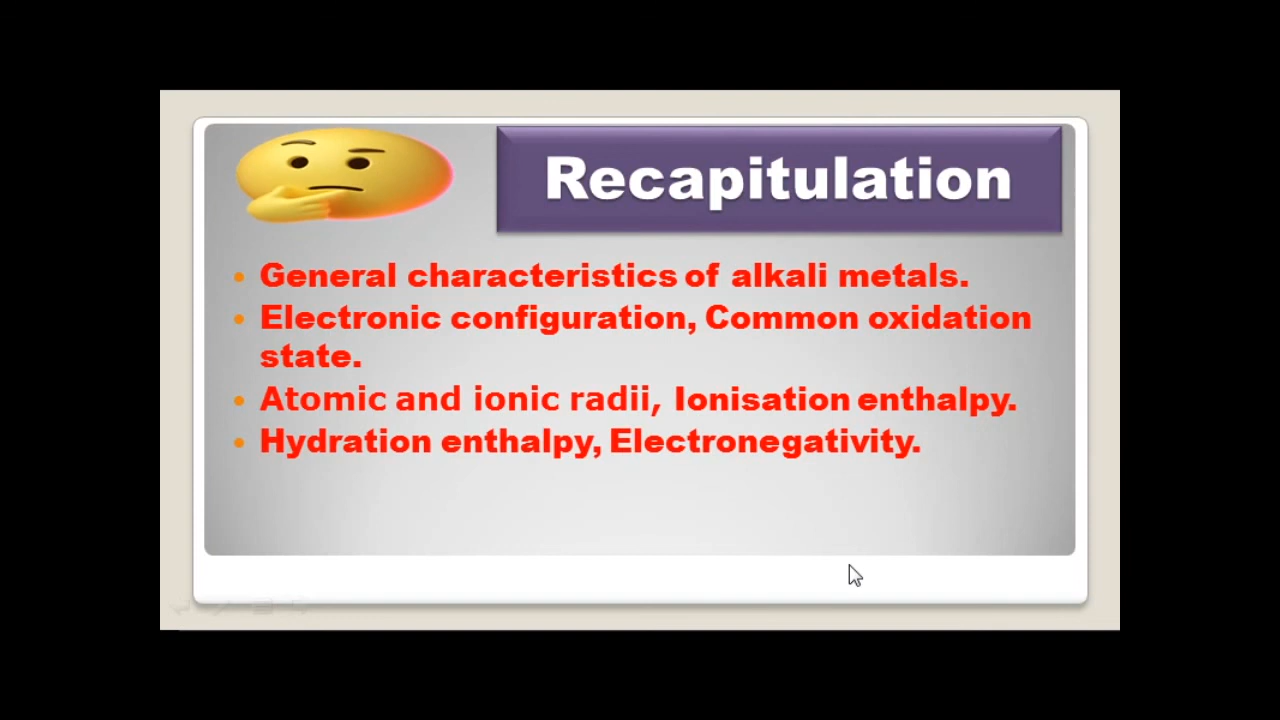 Recapitulation
• General characteristics of alkali metals.
• Electronic configuration, Common oxidation
state.
• Atomic and ionic radii, Ionisation enthalpy.
• Hydration enthalpy, Electronegativity.